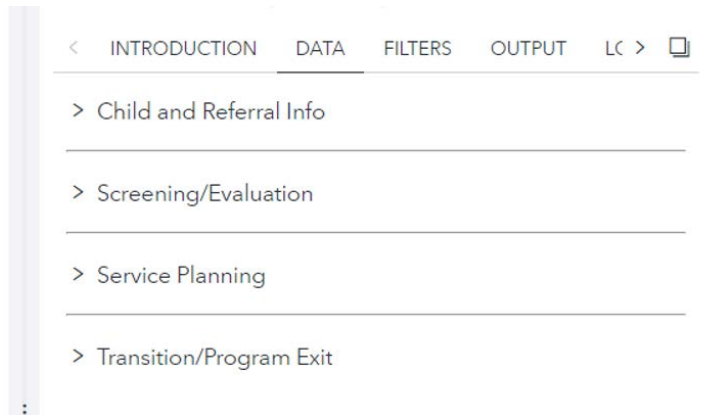 INTRODUCTION DATA FILTERS OUTPUT
Child and Referral Info
Screening/Evaluation
Service Planning
Transition/Program Exit